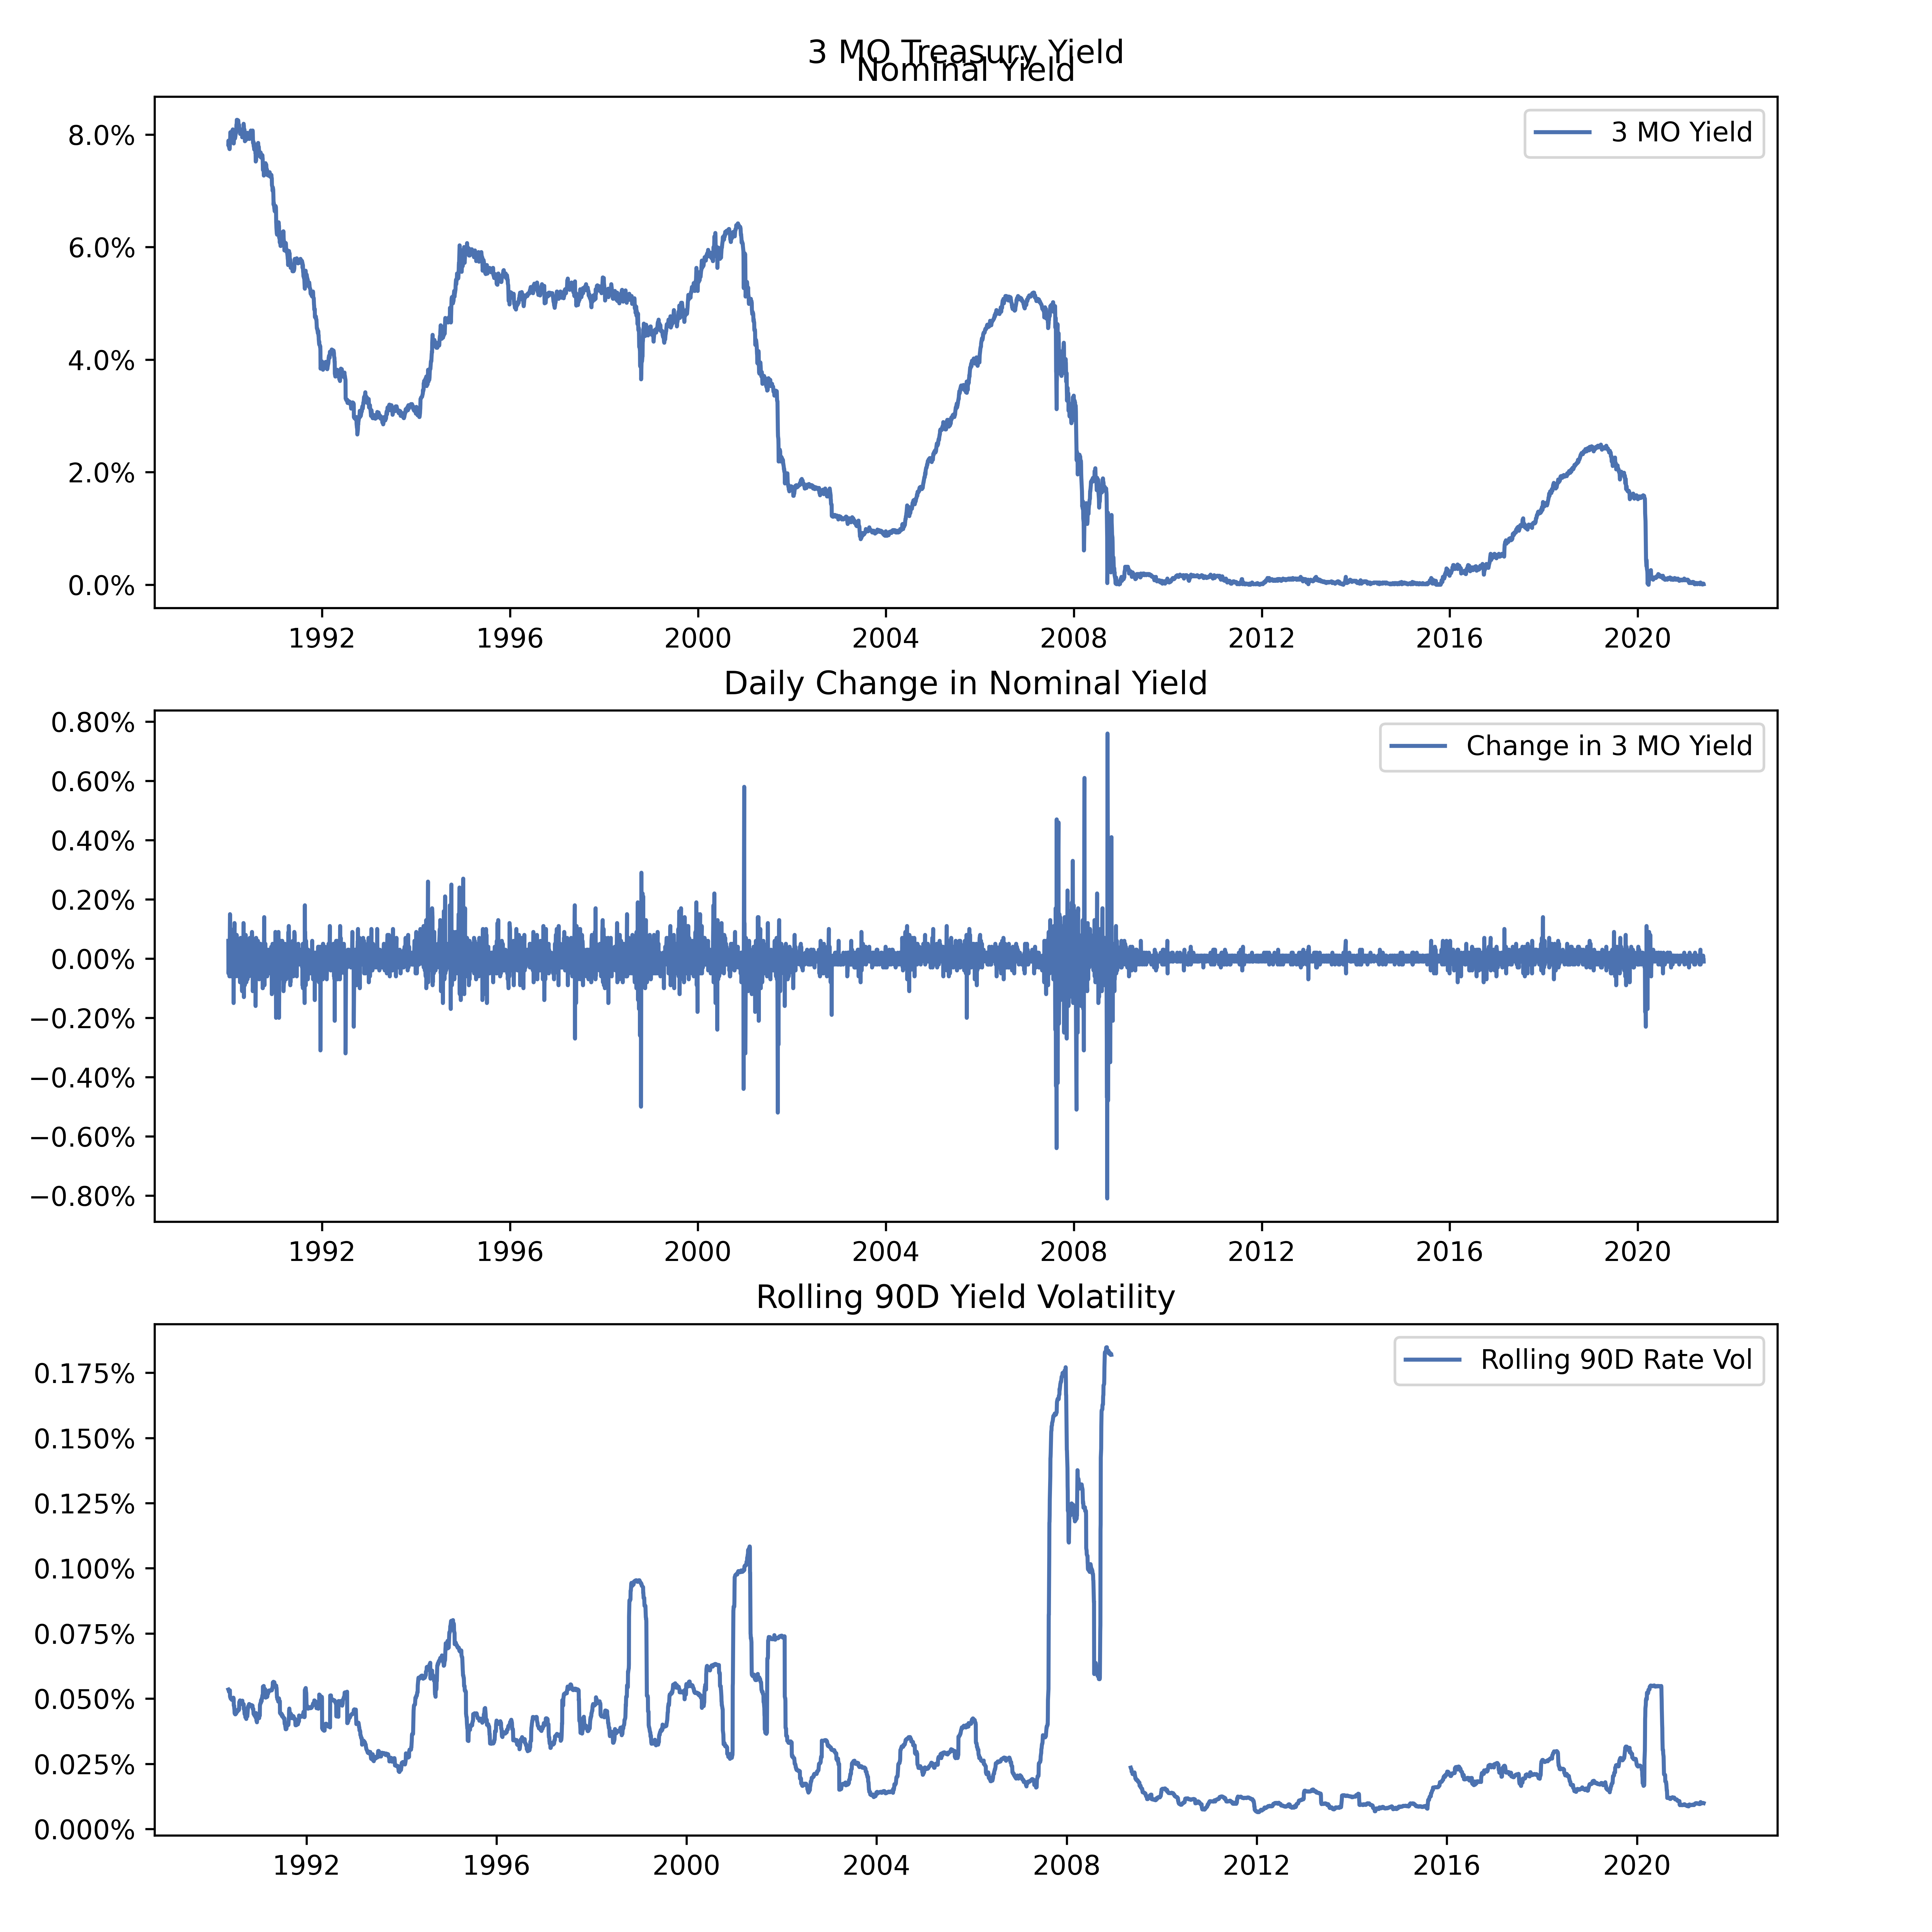 3 MO Treasury Yield
Nominal Yield
3 MO Yield
8.0%
6.0%
4.0%
2.0%
0.0%
1992 1996 2000 2004 2008 2012 2016 2020
Daily Change in Nominal Yield
Change in 3 MO Yield
0.80%
0.60%
0.40%
0.20%
0.00%
−0.20%
−0.40%
−0.60%
−0.80%
1992 1996 2000 2004 2008 2012 2016 2020
Rolling 90D Yield Volatility
Rolling 90D Rate Vol
0.175%
0.150%
0.125%
0.100%
0.075%
0.050%
0.025%
0.000%
1992 1996 2000 2004 2008 2012 2016 2020